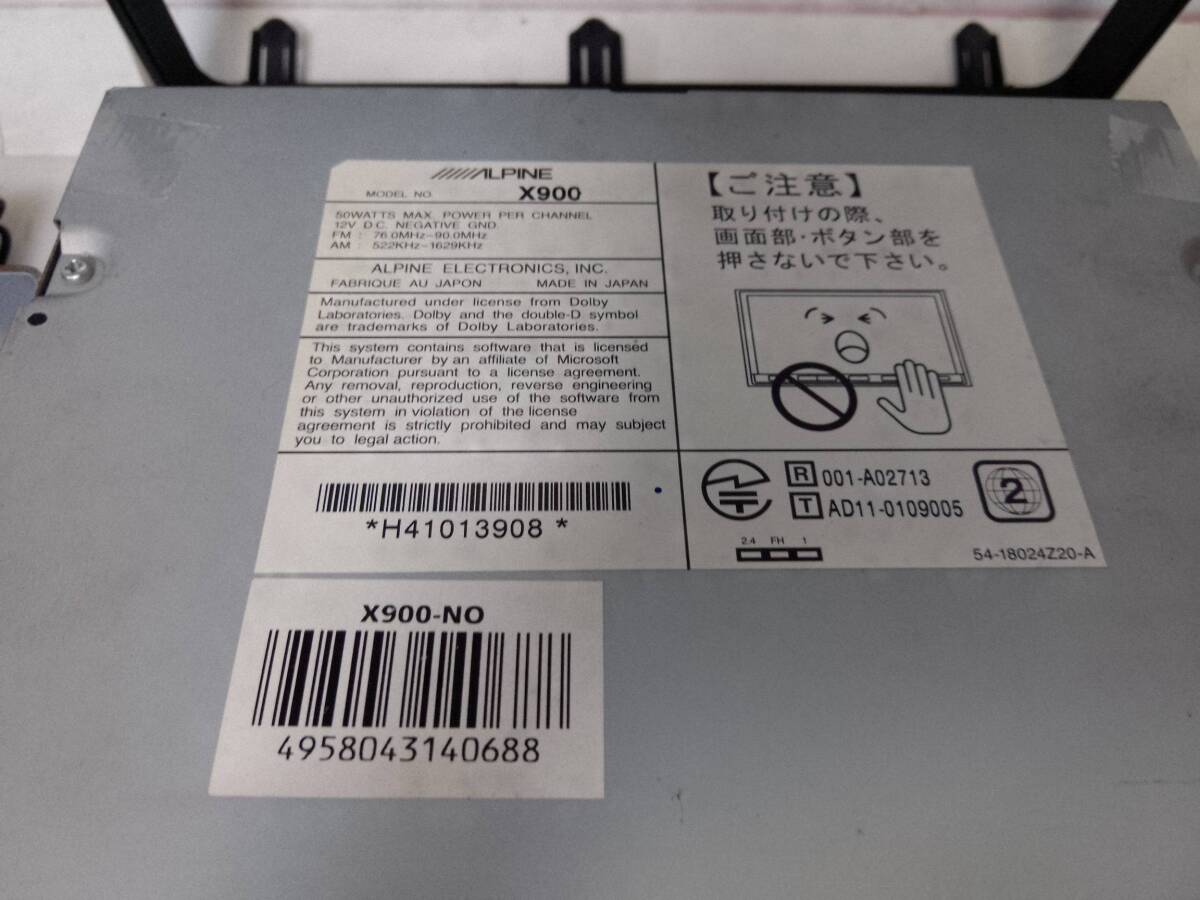 ALPINE
MODEL NO. X900
50WATTS MAX. POWER PER CHANNEL
12V D.C. NEGATIVE GND.
FM : 76.0MHz-90.0MHz
AM : 522KHz-1629KHz
ALPINE ELECTRONICS, INC.
FABRIQUE AU JAPON MADE IN JAPAN
Manufactured under license from Dolby
Laboratories. Dolby and the double-D symbol
are trademarks of Dolby Laboratories.
This system contains software that is licensed
to Manufacturer by an affiliate of Microsoft
Corporation pursuant to a license agreement.
Any removal, reproduction, reverse engineering
or other unauthorized use of the software from
this system in violation of the license
agreement is strictly prohibited and may subject
you to legal action.
*H41013908 *
【ご注意】
取り付けの際、
画面部・ボタン部を
押さないで下さい。
R 001-A02713
T AD11-0109005
2
2.4 FH 1
54-18024Z20-A
X900-NO
4958043140688